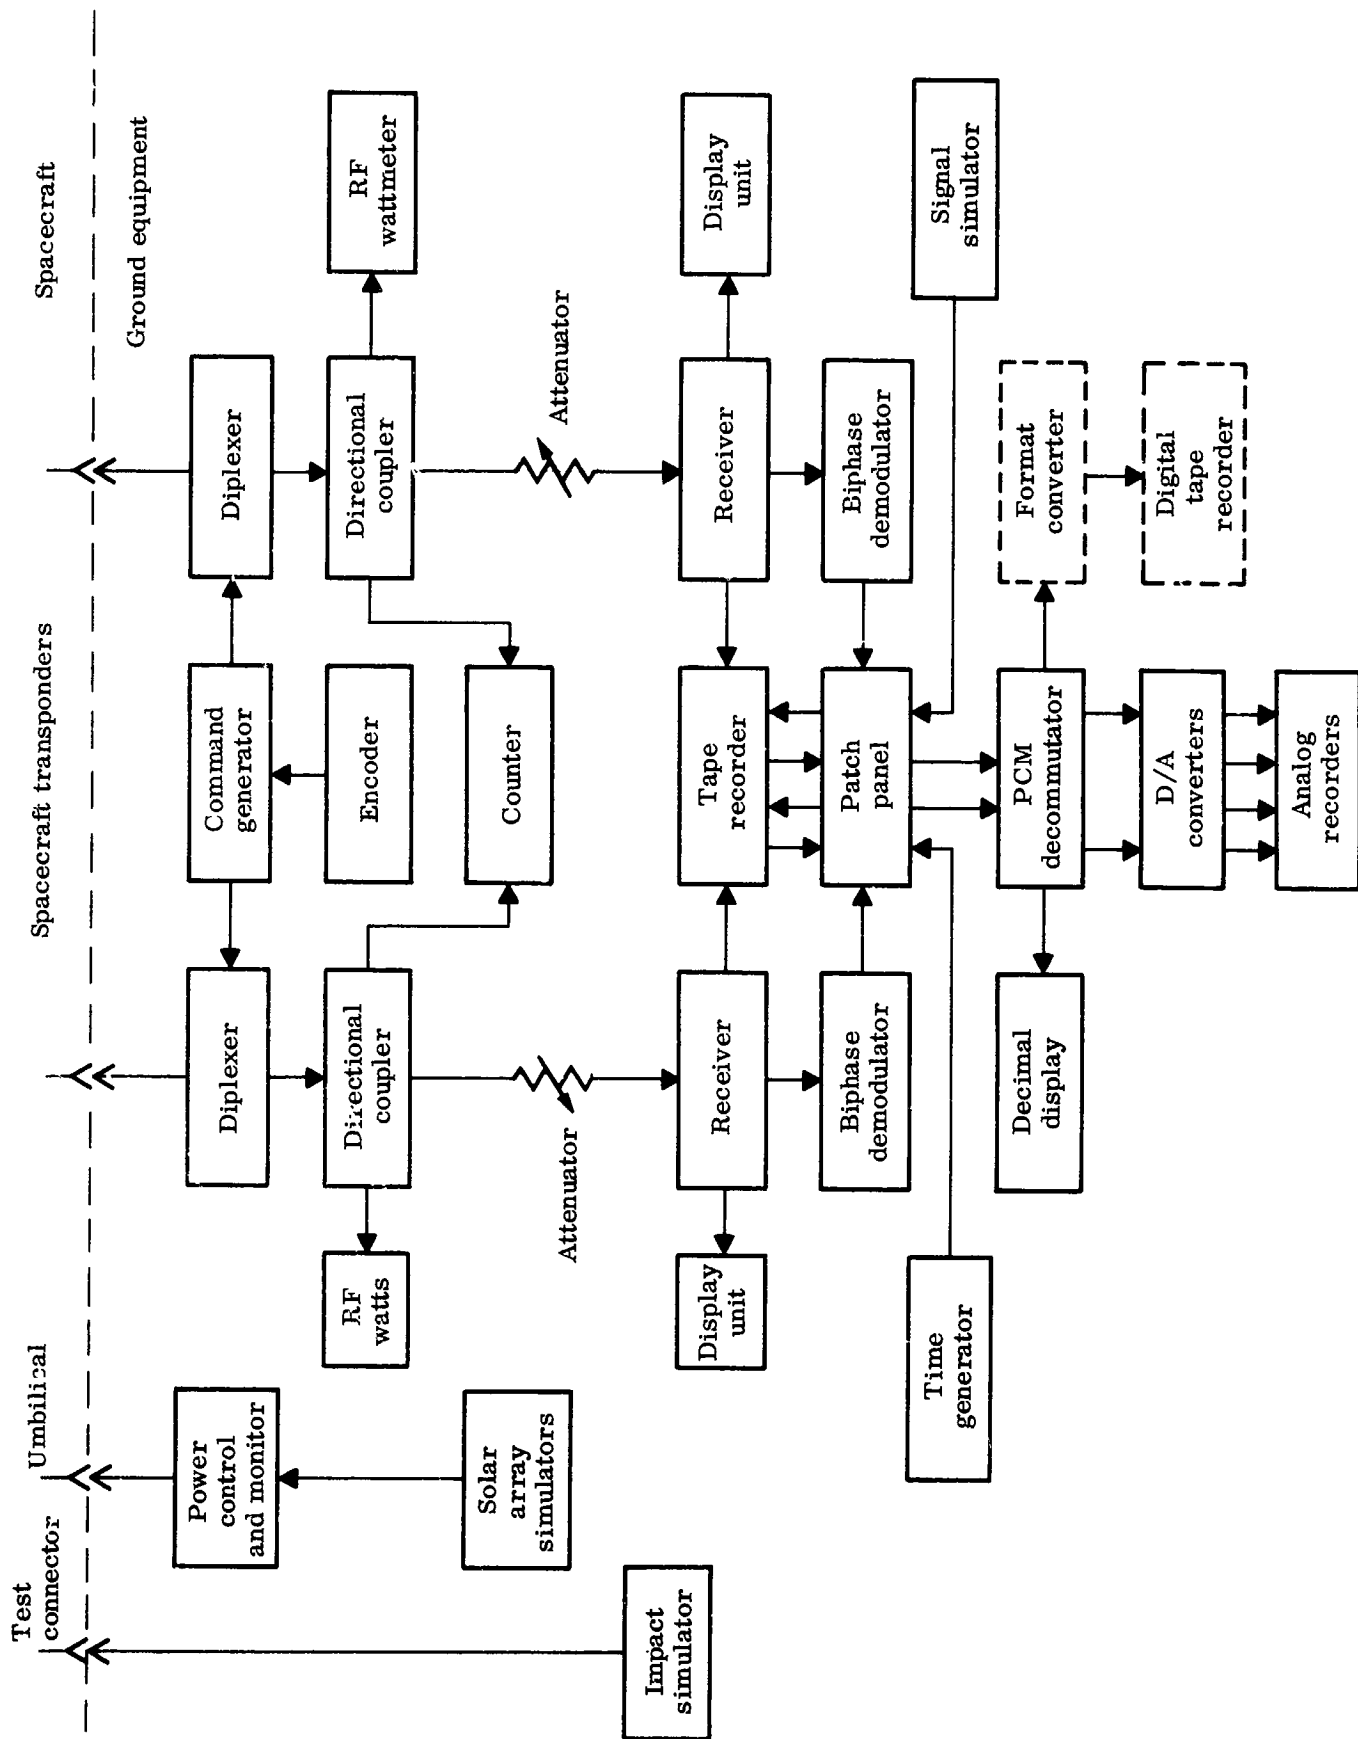 Test
connector
Umbilical
Spacecraft transponders
Spacecraft
Ground equipment
Power
control
and monitor
Diplexer
Command
generator
Diplexer
RF
watts
Directional
coupler
Encoder
Directional
coupler
RF
wattmeter
Solar
array
simulators
Counter
Attenuator
Attenuator
Impact
simulator
Display
unit
Receiver
Tape
recorder
Receiver
Display
unit
Biphase
demodulator
Patch
panel
Biphase
demodulator
Time
generator
Signal
simulator
Decimal
display
PCM
decommutator
Format
converter
D/A
converters
Digital
tape
recorder
Analog
recorders